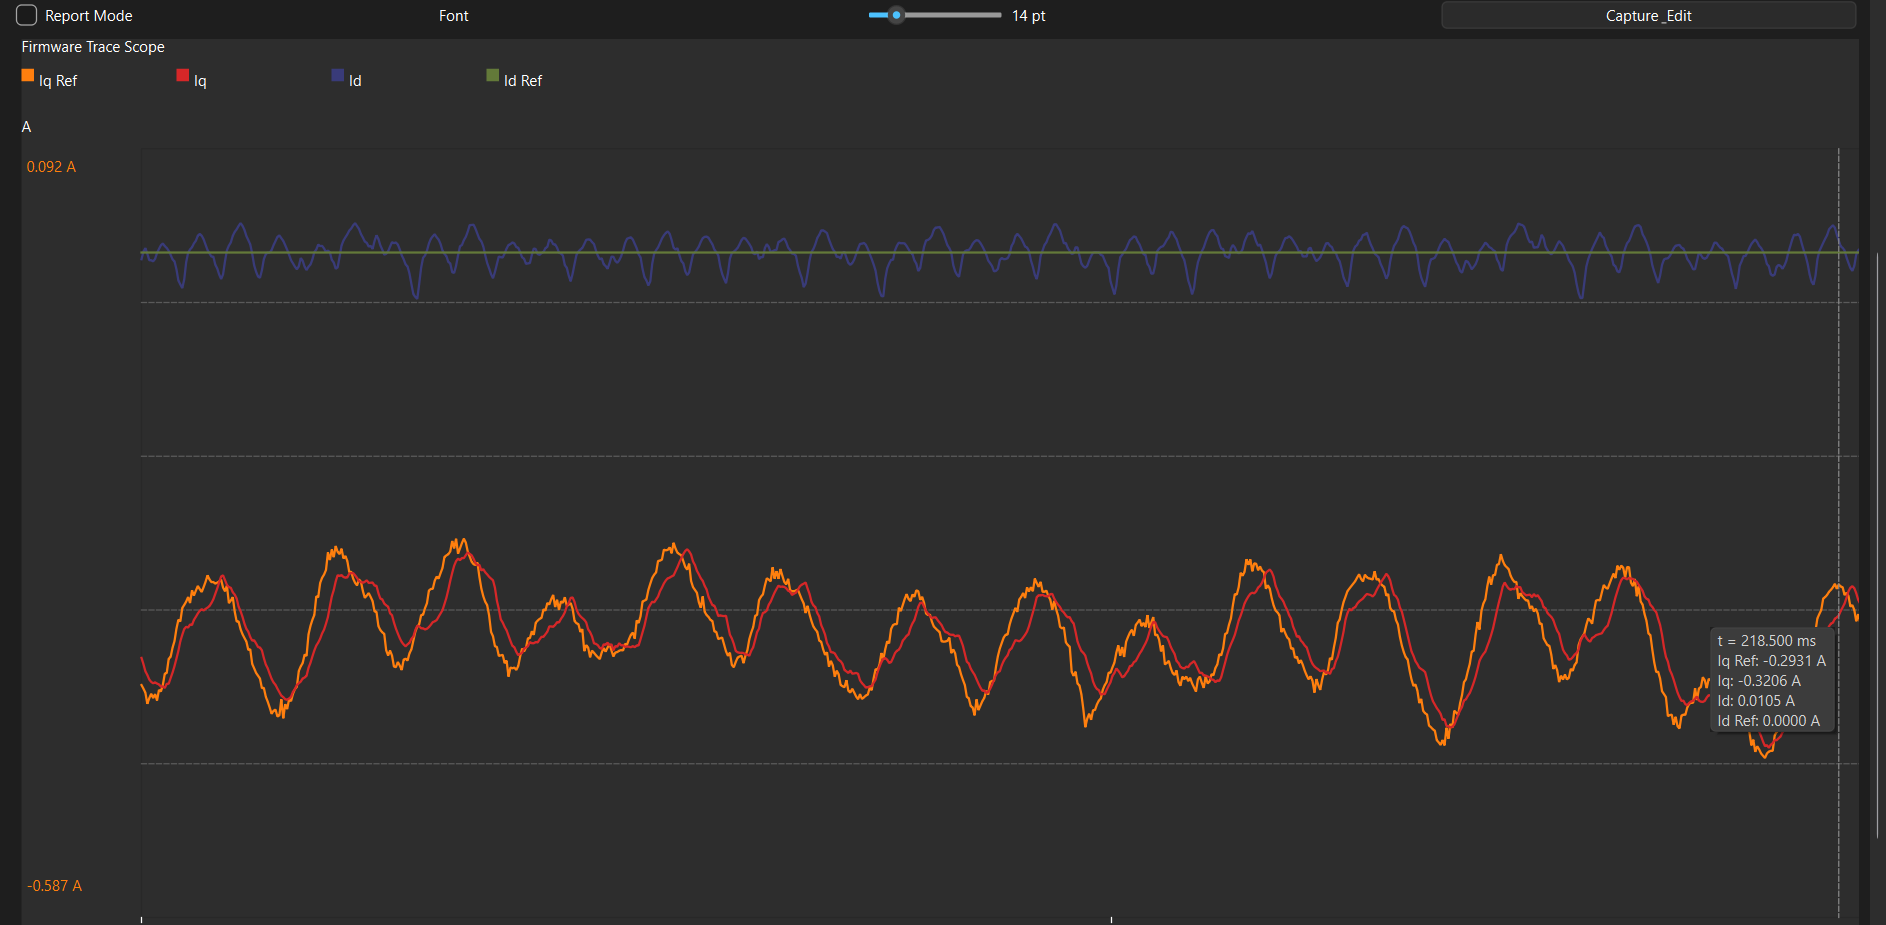 Report Mode
Font
14 pt
Capture_Edit
Firmware Trace Scope
Iq Ref
Iq
Id
Id Ref
A
0.092 A
t = 218.500 ms
Iq Ref: -0.2931 A
Iq: -0.3206 A
Id: 0.0105 A
Id Ref: 0.0000 A
-0.587 A